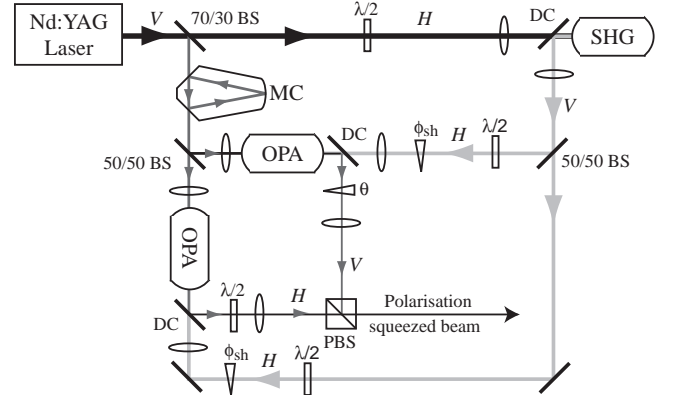 Nd:YAG
Laser
V
70/30 BS
λ/2
H
DC
SHG
MC
V
50/50 BS
OPA
DC
ϕsh
H
λ/2
50/50 BS
θ
OPA
V
DC
λ/2
H
PBS
Polarisation
squeezed beam
ϕsh
H
λ/2